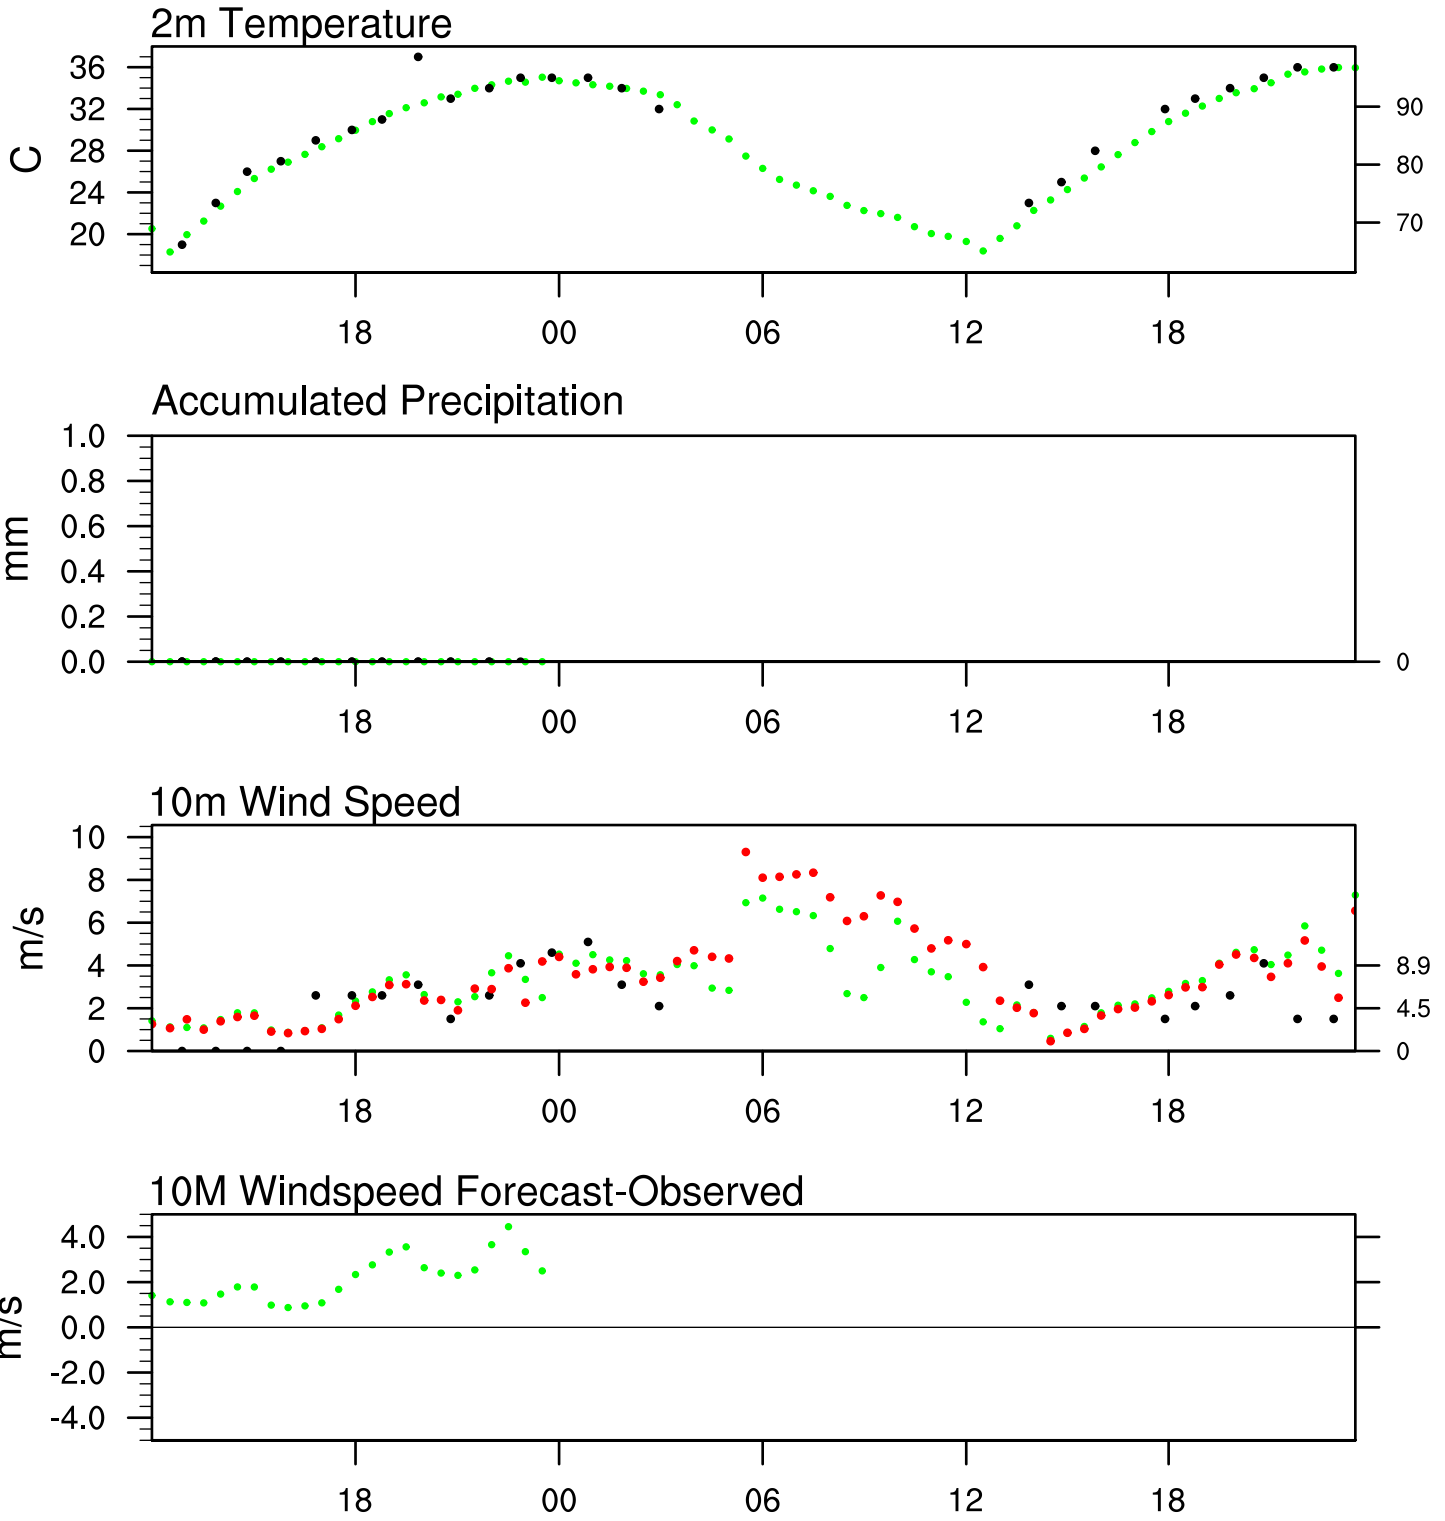 2m Temperature
36
32
28
24
20
C
90
80
70
18 00 06 12 18
Accumulated Precipitation
1.0
0.8
0.6
0.4
0.2
0.0
mm
0
18 00 06 12 18
10m Wind Speed
10
8
6
4
2
0
m/s
8.9
4.5
0
18 00 06 12 18
10M Windspeed Forecast-Observed
4.0
2.0
0.0
-2.0
-4.0
m/s
18 00 06 12 18